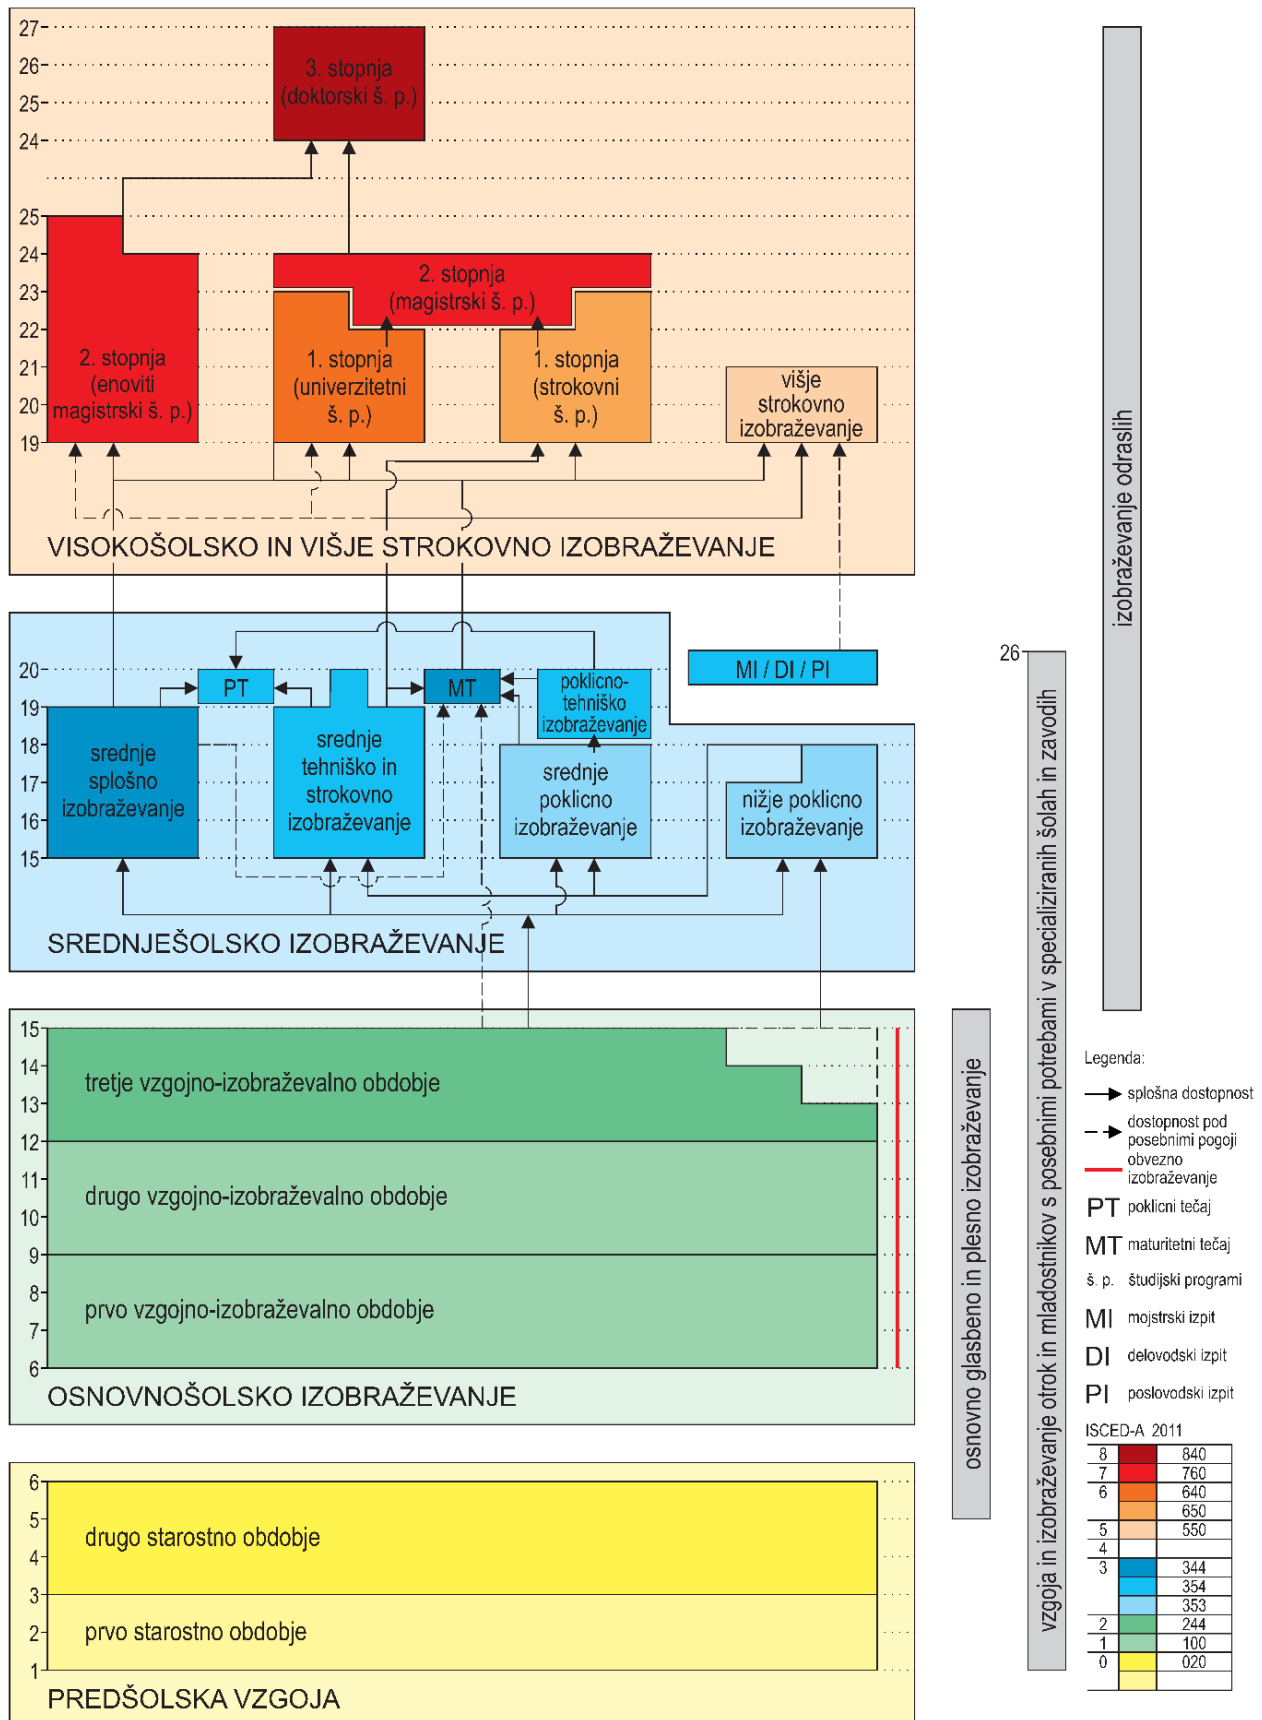 27
26
25
24
25
24
23
22
21
20
19
3. stopnja
(doktorski š. p.)
2. stopnja
(magistrski š. p.)
2. stopnja
(enoviti
magistrski š. p.)
1. stopnja
(univerzitetni
š. p.)
1. stopnja
(strokovni
š. p.)
višje
strokovno
izobraževanje
VISOKOŠOLSKO IN VIŠJE STROKOVNO IZOBRAŽEVANJE
20
19
18
17
16
15
PT
MT
poklicno-
tehniško
izobraževanje
MI / DI / PI
srednje
splošno
izobraževanje
srednje
tehniško in
strokovno
izobraževanje
srednje
poklicno
izobraževanje
nižje poklicno
izobraževanje
SREDNJEŠOLSKO IZOBRAŽEVANJE
15
14
13
12
11
10
9
8
7
6
tretje vzgojno-izobraževalno obdobje
drugo vzgojno-izobraževalno obdobje
prvo vzgojno-izobraževalno obdobje
OSNOVNOŠOLSKO IZOBRAŽEVANJE
6
5
4
3
2
1
drugo starostno obdobje
prvo starostno obdobje
PREDŠOLSKA VZGOJA
osnovno glasbeno in plesno izobraževanje
26
vzgoja in izobraževanje otrok in mladostnikov s posebnimi potrebami v specializiranih šolah in zavodih
izobraževanje odraslih
Legenda:
splošna dostopnost
dostopnost pod
posebnimi pogoji
obvezno
izobraževanje
PT poklicni tečaj
MT maturitetni tečaj
š. p. študijski programi
MI mojstrski izpit
DI delovodski izpit
PI poslovodski izpit
ISCED-A 2011
8 840
7 760
6 640
650
5 550
4
3 344
354
353
2 244
1 100
0 020